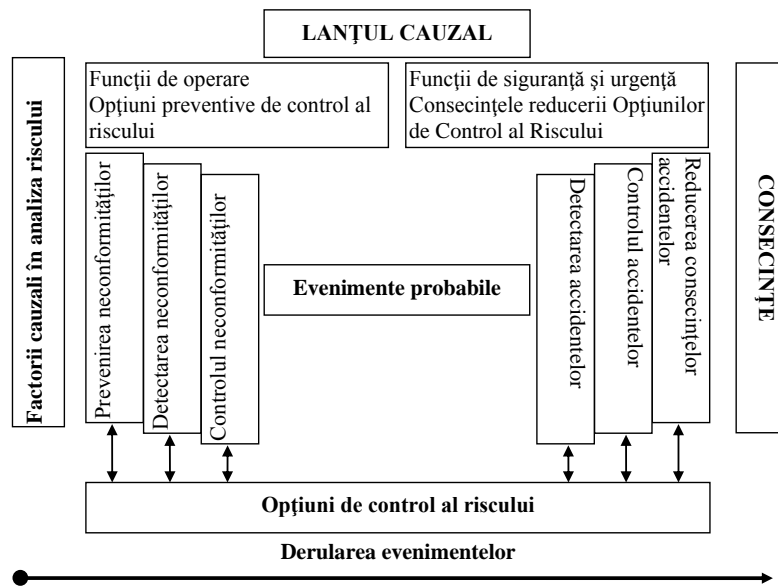 LANŢUL CAUZAL
Factorii cauzali în analiza riscului
Funcţii de operare
Opţiuni preventive de control al
riscului
Funcţii de siguranţă şi urgenţă
Consecinţele reducerii Opţiunilor
de Control al Riscului
Prevenirea neconformităţilor
Detectarea neconformităţilor
Controlul neconformităţilor
Evenimente probabile
Detectarea accidentelor
Controlul accidentelor
Reducerea consecinţelor
accidentelor
CONSECINŢE
Opţiuni de control al riscului
Derularea evenimentelor